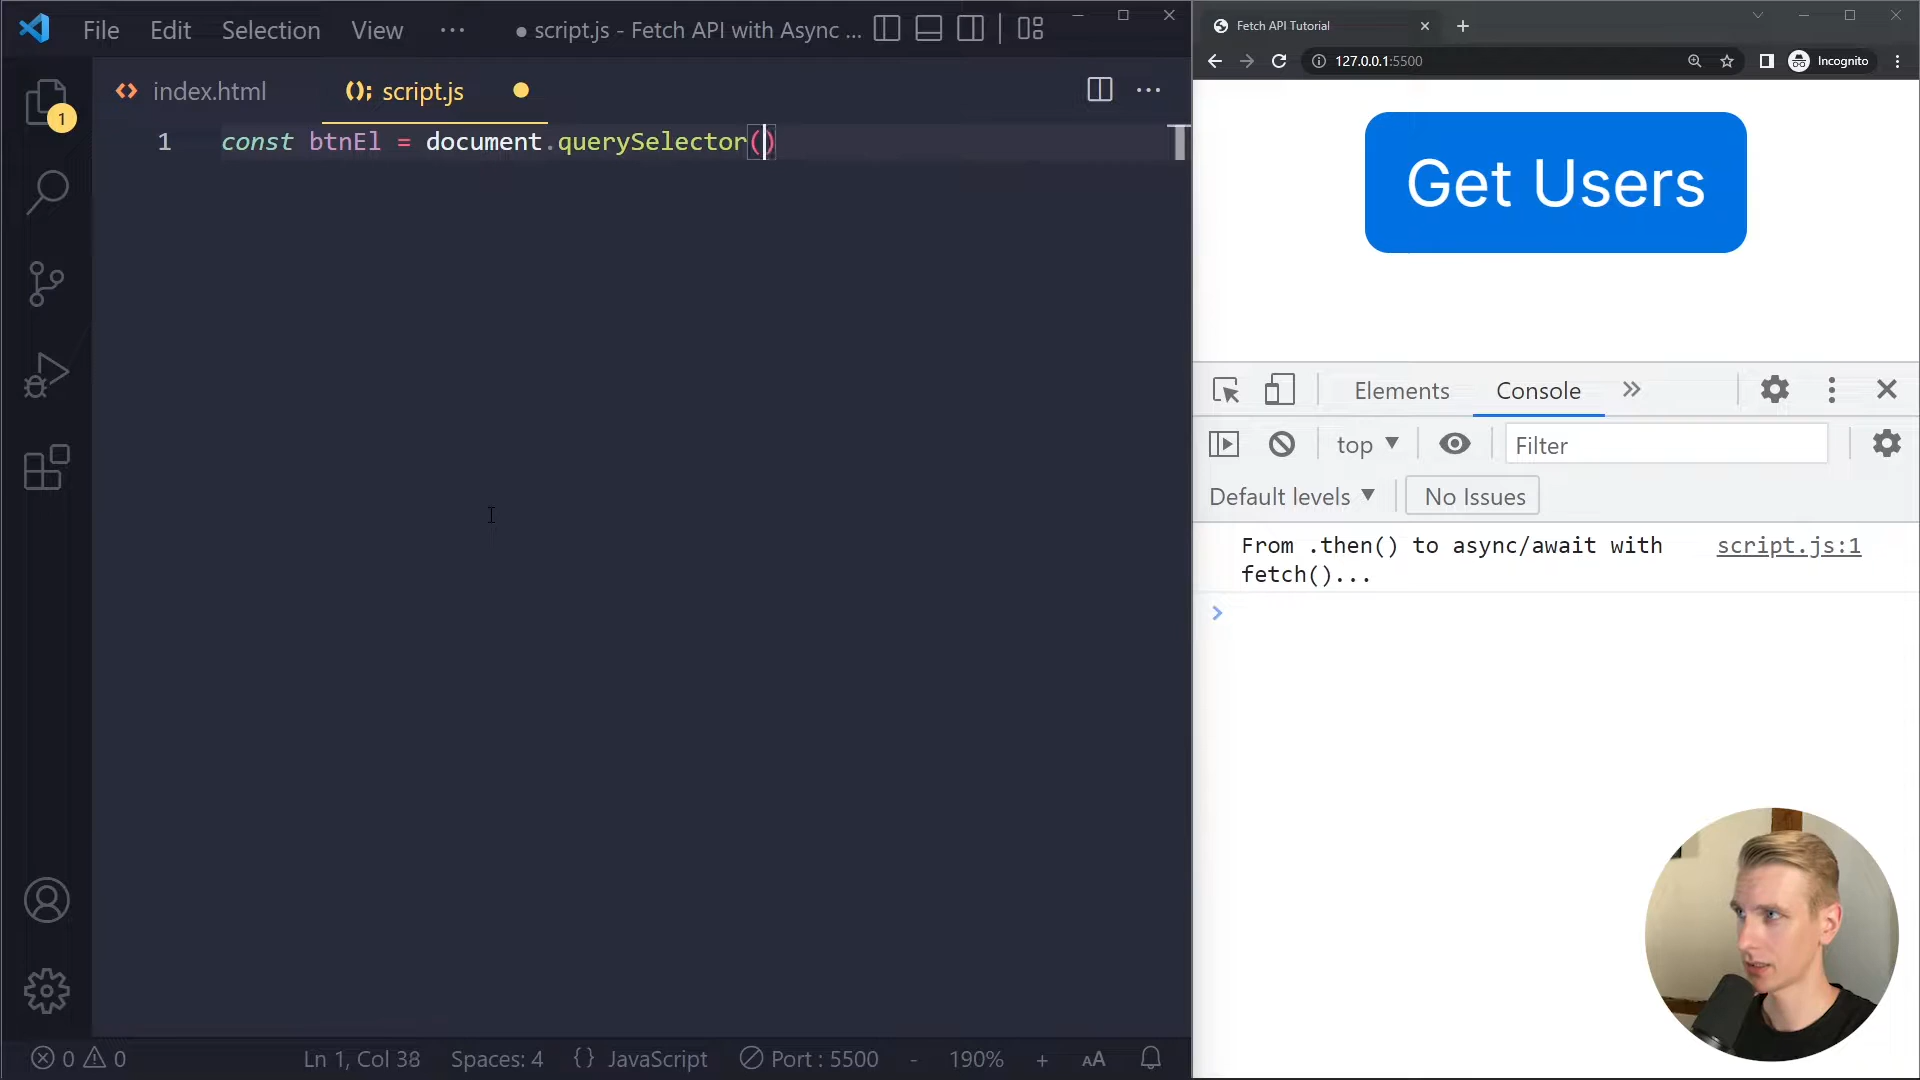 File Edit Selection View ... ● script.js - Fetch API with Async ...
index.html (); script.js
1 const btnEl = document.querySelector()
0 0 Ln 1, Col 38 Spaces: 4 {} JavaScript Port : 5500 - 190% + AA
1
Fetch API Tutorial
127.0.0.1:5500 Incognito
Get Users
Elements Console
top Filter
Default levels No Issues
From .then() to async/await with script.js:1
fetch()...